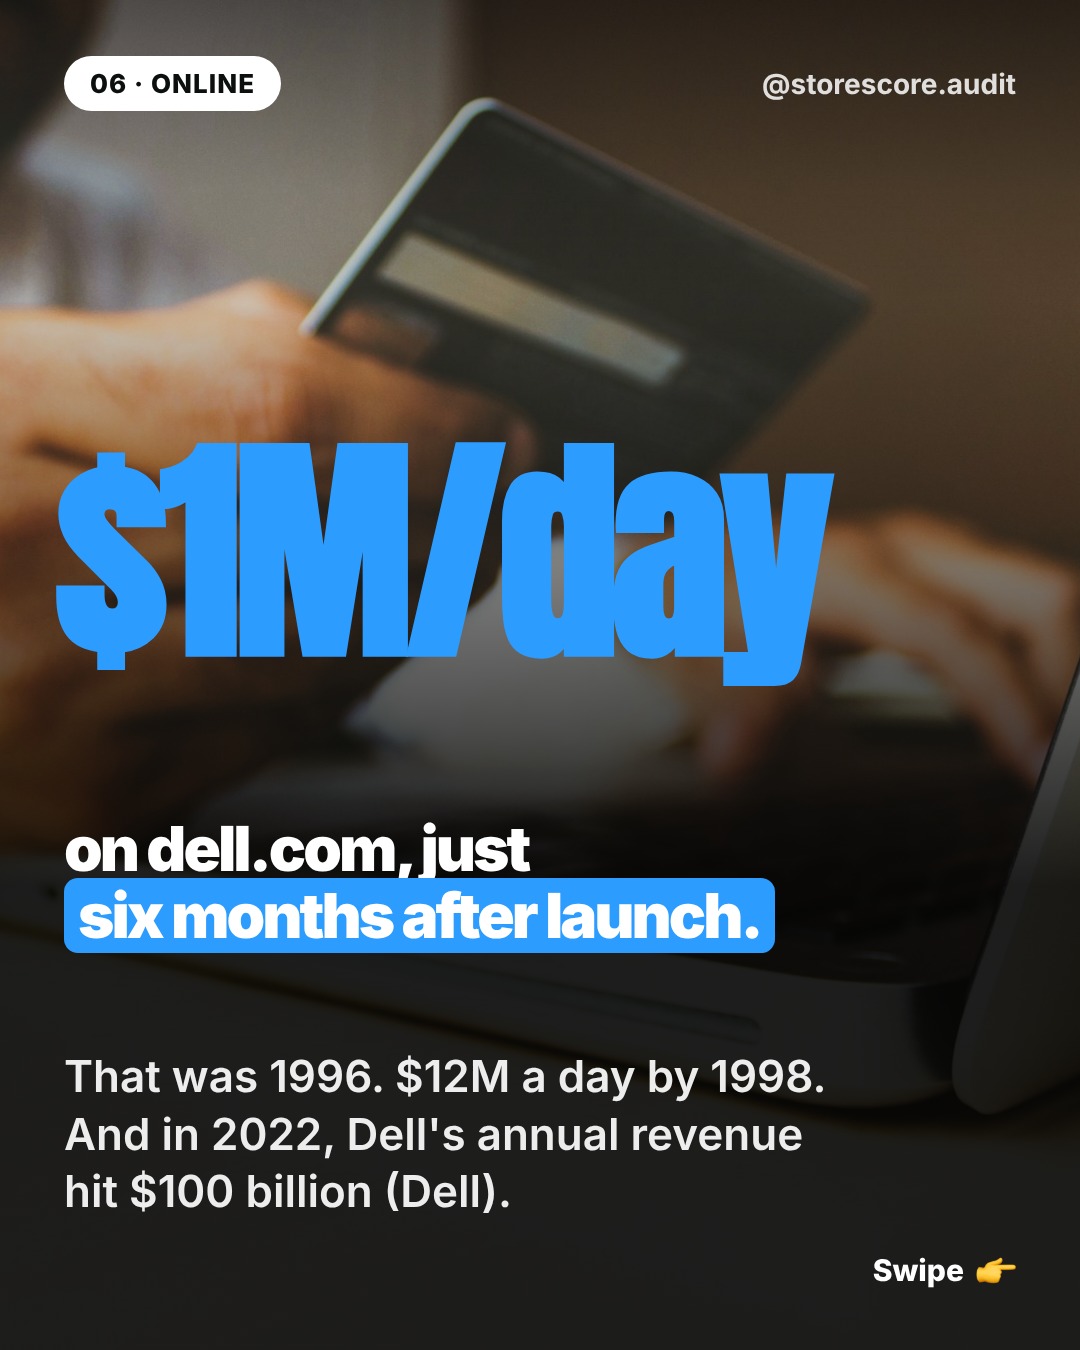 06 · ONLINE
@storescore.audit
$1M/day
on dell.com, just
six months after launch.
That was 1996. $12M a day by 1998.
And in 2022, Dell's annual revenue
hit $100 billion (Dell).
Swipe 👉